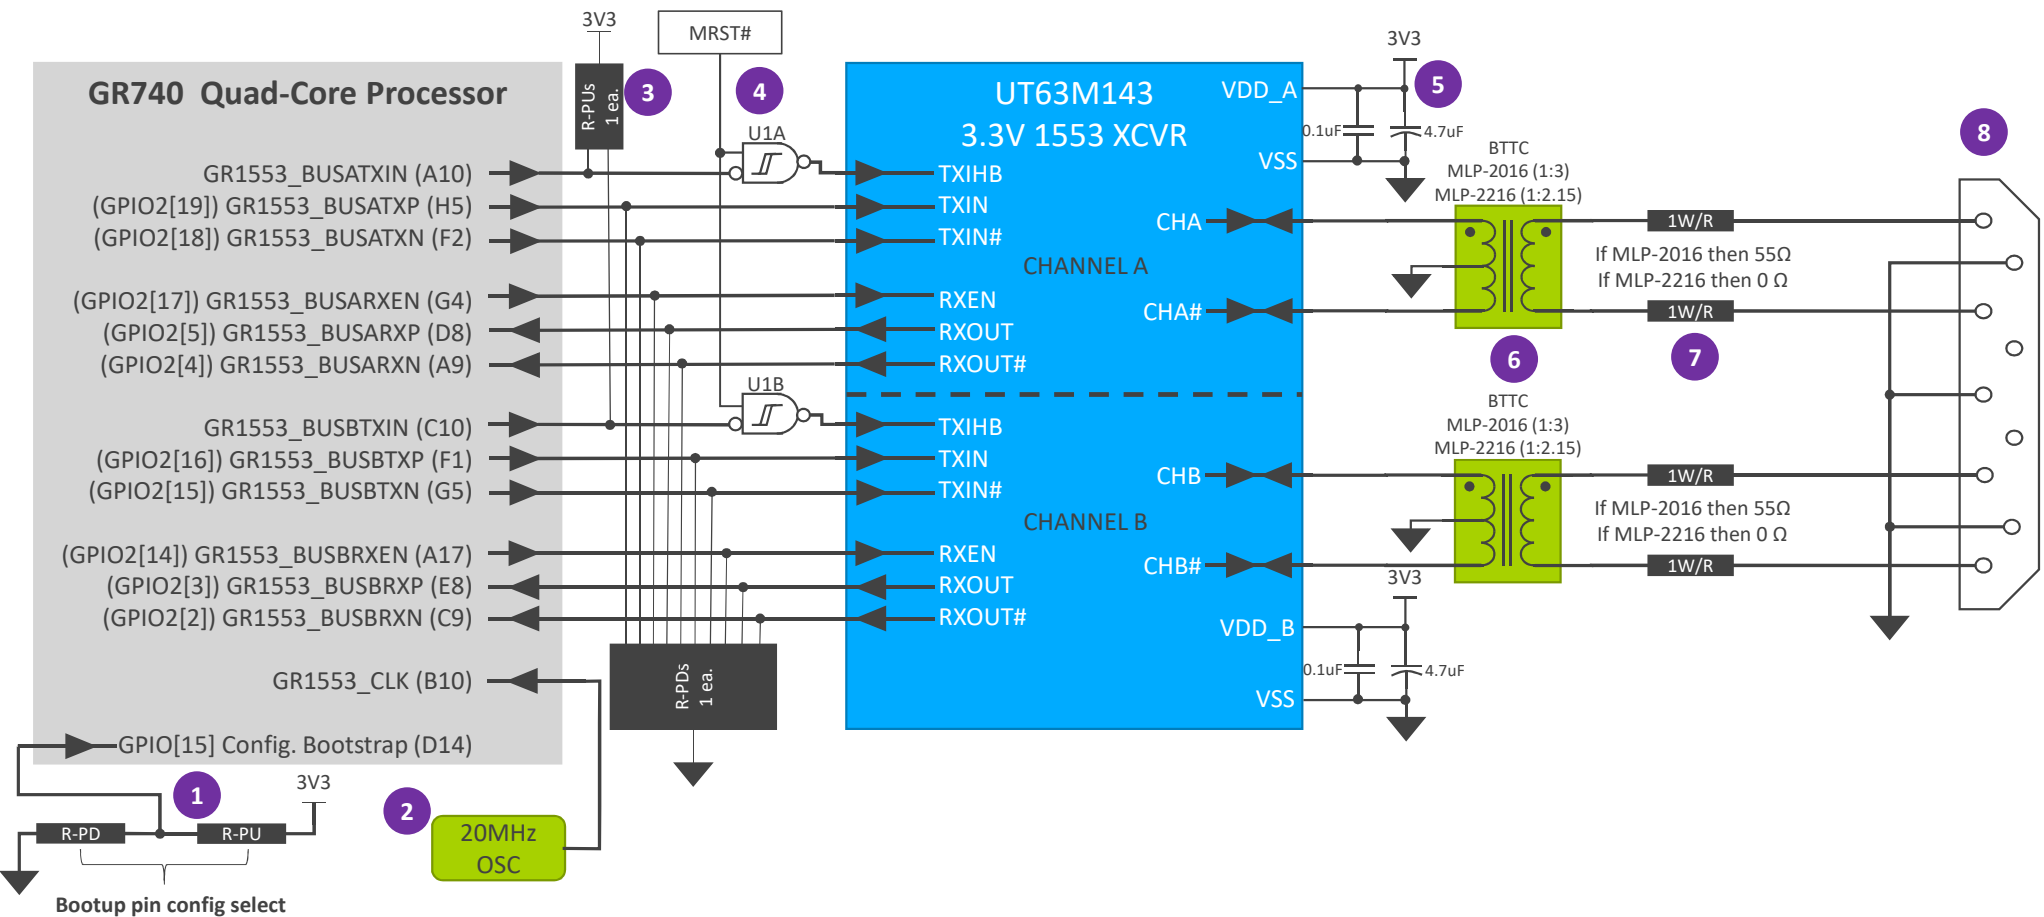 3V3
MRST#
3V3
GR740  Quad-Core Processor
R-PUs
1 ea.
3
4
U1A
UT63M143
3.3V 1553 XCVR
VDD_A
5
0.1uF
4.7uF
VSS
8
BTTC
MLP-2016 (1:3)
MLP-2216 (1:2.15)
GR1553_BUSATXIN (A10)
TXIHB
(GPIO2[19]) GR1553_BUSATXP (H5)
TXIN
(GPIO2[18]) GR1553_BUSATXN (F2)
TXIN#
CHA
1W/R
CHANNEL A
If MLP-2016 then 55Ω
If MLP-2216 then 0 Ω
(GPIO2[17]) GR1553_BUSARXEN (G4)
RXEN
CHA#
1W/R
(GPIO2[5]) GR1553_BUSARXP (D8)
RXOUT
(GPIO2[4]) GR1553_BUSARXN (A9)
RXOUT#
6
7
U1B
BTTC
MLP-2016 (1:3)
MLP-2216 (1:2.15)
GR1553_BUSBTXIN (C10)
TXIHB
(GPIO2[16]) GR1553_BUSBTXP (F1)
TXIN
(GPIO2[15]) GR1553_BUSBTXN (G5)
TXIN#
CHB
1W/R
CHANNEL B
If MLP-2016 then 55Ω
If MLP-2216 then 0 Ω
(GPIO2[14]) GR1553_BUSBRXEN (A17)
RXEN
CHB#
1W/R
(GPIO2[3]) GR1553_BUSBRXP (E8)
RXOUT
3V3
(GPIO2[2]) GR1553_BUSBRXN (C9)
RXOUT#
VDD_B
0.1uF
4.7uF
VSS
GR1553_CLK (B10)
R-PDs
1 ea.
GPIO[15] Config. Bootstrap (D14)
1
3V3
2
R-PD
R-PU
20MHz
OSC
Bootup pin config select